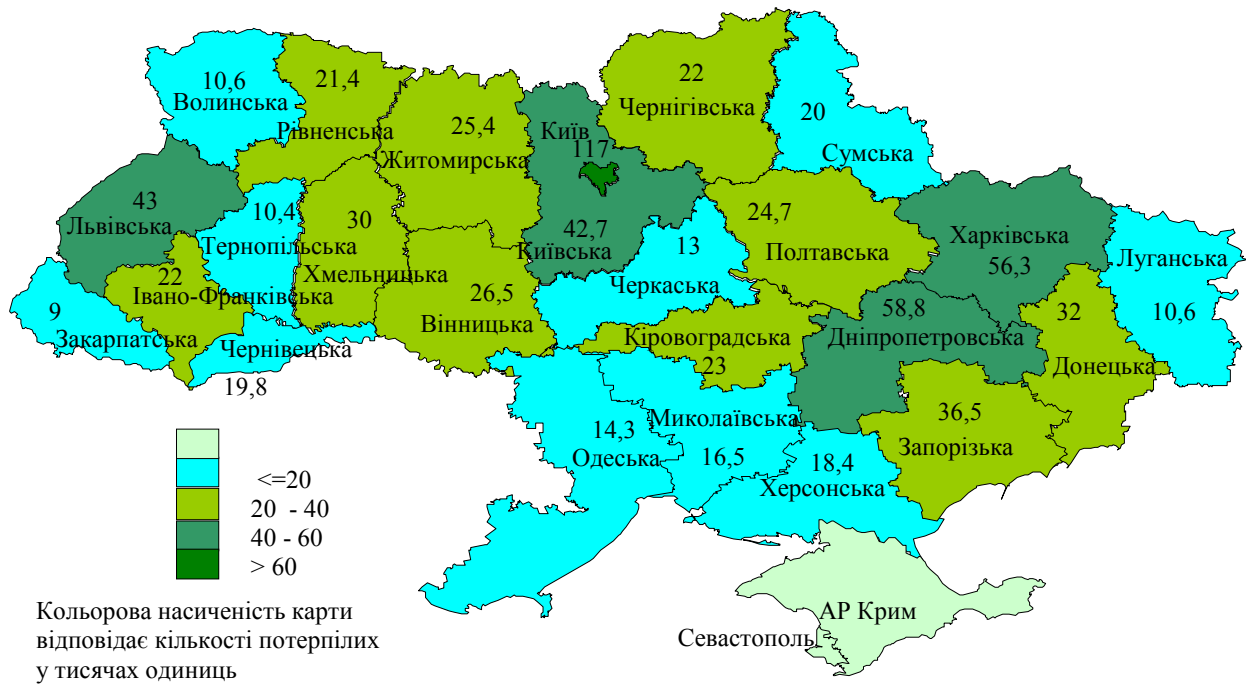 10,6
Волинська
21,4
Рівненська
25,4
Житомирська
Київ
117
42,7
Київська
22
Чернігівська
20
Сумська
43
Львівська
10,4
Тернопільська
30
Хмельницька
24,7
Полтавська
Харківська
56,3
Луганська
10,6
22
Івано-Франківська
9
Закарпатська
Чернівецька
19,8
26,5
Вінницька
13
Черкаська
Кіровоградська
23
58,8
Дніпропетровська
32
Донецька
14,3
Одеська
Миколаївська
16,5
36,5
Запорізька
18,4
Херсонська
АР Крим
Севастополь
<=20
20 - 40
40 - 60
> 60
Кольорова насиченість карти
відповідає кількості потерпілих
у тисячах одиниць